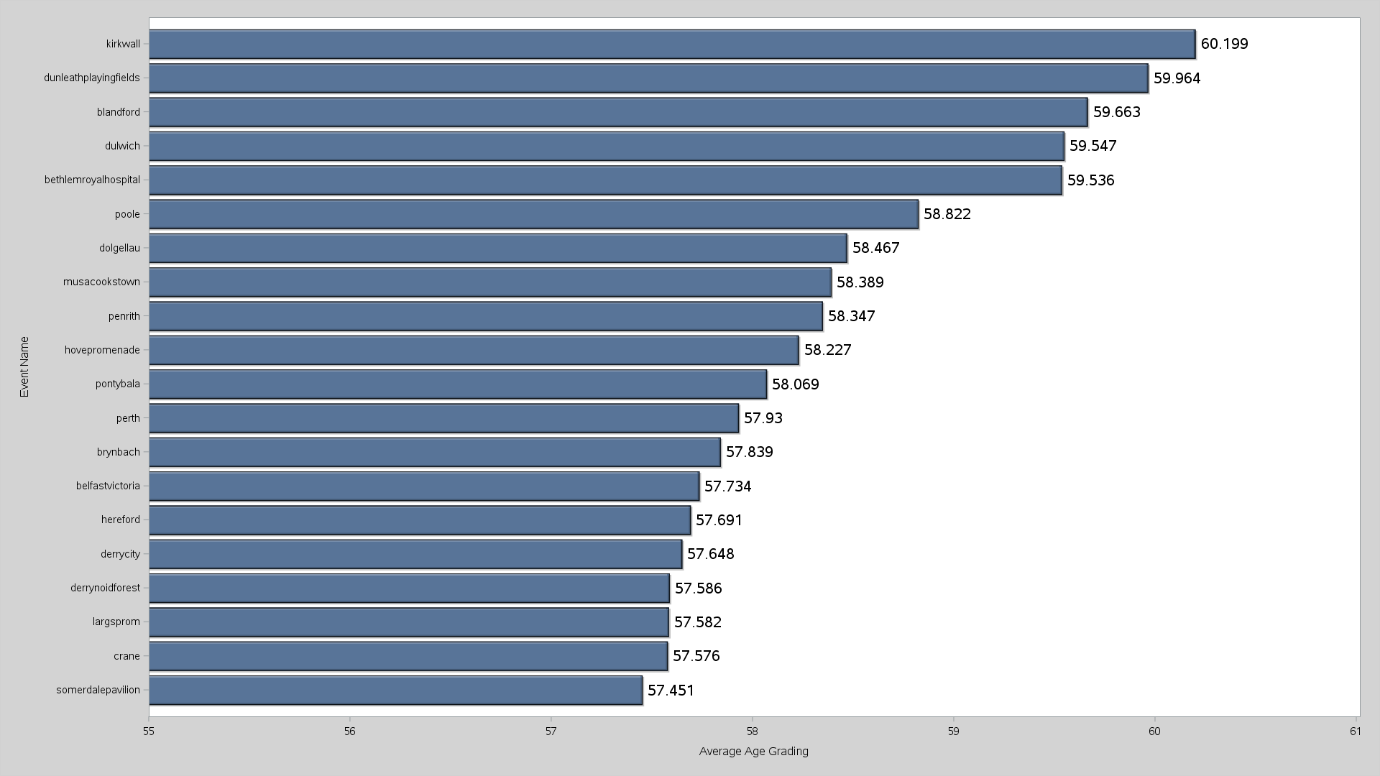 kirkwall 60.199
dunleathplayingfields 59.964
blandford 59.663
dulwich 59.547
bethlemroyalhospital 59.536
poole 58.822
dolgellau 58.467
musacookstown 58.389
penrith 58.347
hovepromenade 58.227
pontybala 58.069
perth 57.93
brynbach 57.839
belfastvictoria 57.734
hereford 57.691
derrycity 57.648
derrynoidforest 57.586
largsprom 57.582
crane 57.576
somerdalepavilion 57.451
Event Name
55 56 57 58 59 60 61
Average Age Grading